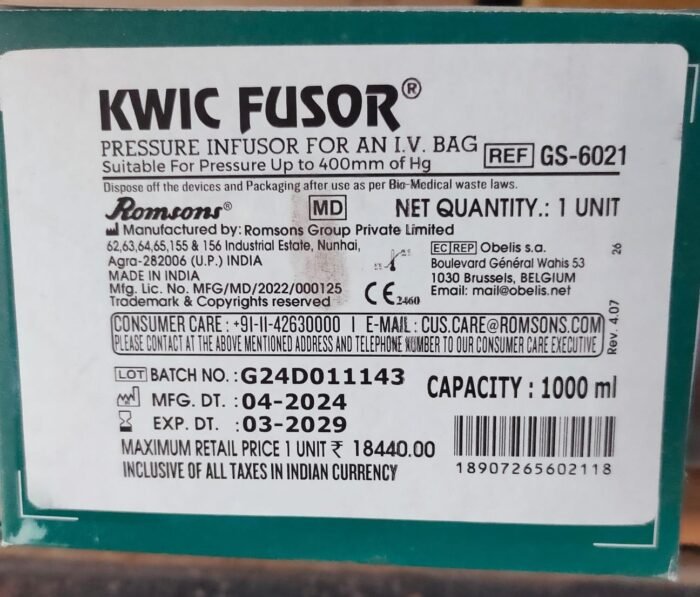 KWIC FUSOR®
PRESSURE INFUSOR FOR AN I.V. BAG
REF GS-6021
Suitable For Pressure Up to 400mm of Hg
Dispose off the devices and Packaging after use as per Bio-Medical waste laws.
Romsons® MD NET QUANTITY.: 1 UNIT
Manufactured by: Romsons Group Private Limited
62,63,64,65,155 & 156 Industrial Estate, Nunhai,
Agra-282006 (U.P.) INDIA
MADE IN INDIA
Mfg. Lic. No. MFG/MD/2022/000125
Trademark & Copyrights reserved
CE 2460
EC REP Obelis s.a.
Boulevard Général Wahis 53
1030 Brussels, BELGIUM
Email: mail@obelis.net
Rev. 4.07
26
CONSUMER CARE : +91-11-42630000 | E-MAIL : CUS.CARE@ROMSONS.COM
PLEASE CONTACT AT THE ABOVE MENTIONED ADDRESS AND TELEPHONE NUMBER TO OUR CONSUMER CARE EXECUTIVE
LOT BATCH NO. : G24D011143
MFG. DT. : 04-2024
EXP. DT. : 03-2029
CAPACITY : 1000 ml
MAXIMUM RETAIL PRICE 1 UNIT ₹ 18440.00
INCLUSIVE OF ALL TAXES IN INDIAN CURRENCY
18907265602118